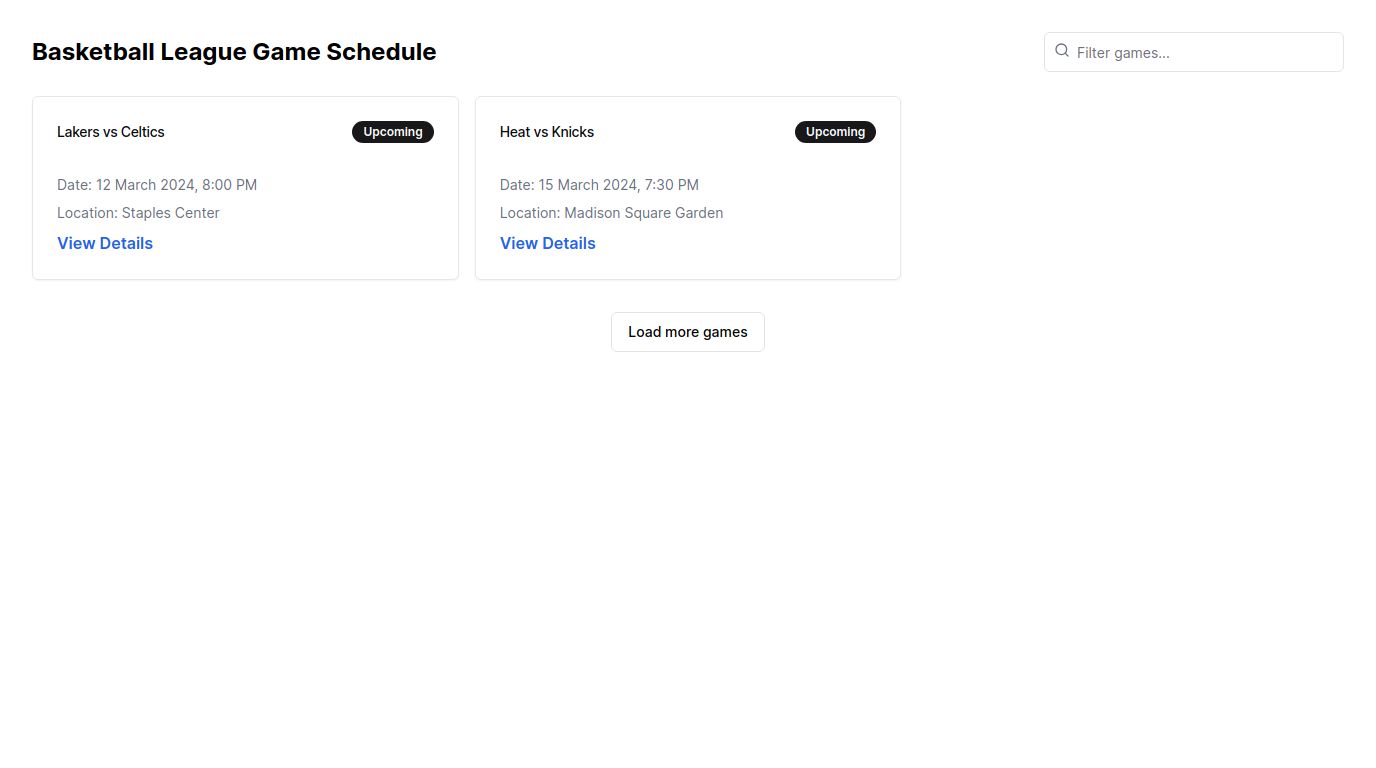 Basketball League Game Schedule
Filter games...
Lakers vs Celtics
Upcoming
Date: 12 March 2024, 8:00 PM
Location: Staples Center
View Details
Heat vs Knicks
Upcoming
Date: 15 March 2024, 7:30 PM
Location: Madison Square Garden
View Details
Load more games